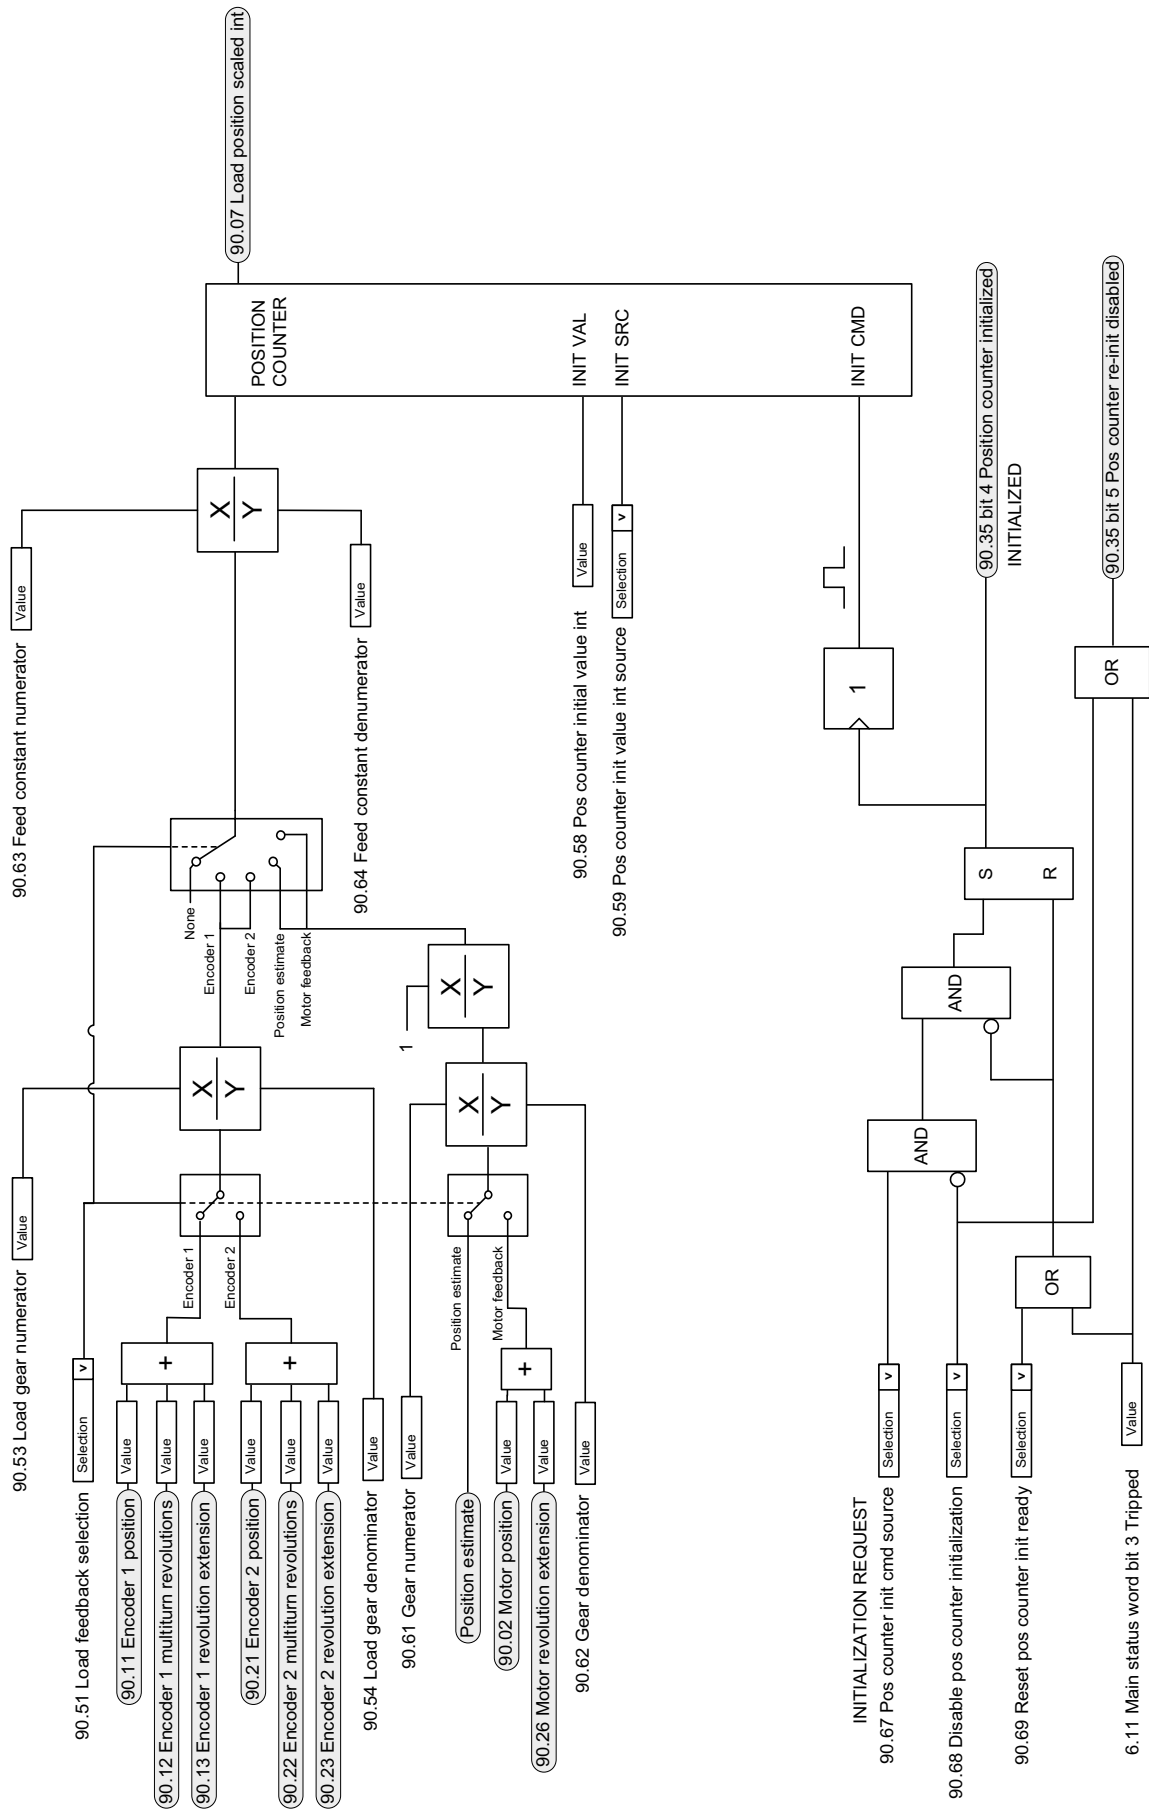 90.63 Feed constant numerator
Value
90.53 Load gear numerator
Value
90.51 Load feedback selection
Selection
v
90.11 Encoder 1 position
Value
90.12 Encoder 1 multiturn revolutions
Value
90.13 Encoder 1 revolution extension
Value
+
Encoder 1
90.21 Encoder 2 position
Value
90.22 Encoder 2 multiturn revolutions
Value
90.23 Encoder 2 revolution extension
Value
+
Encoder 2
X
Y
None
Encoder 1
Encoder 2
Position estimate
Motor feedback
X
Y
POSITION
COUNTER
90.07 Load position scaled int
90.54 Load gear denominator
Value
90.64 Feed constant denumerator
Value
90.61 Gear numerator
Value
Position estimate
Position estimate
90.02 Motor position
Value
90.26 Motor revolution extension
Value
+
Motor feedback
X
Y
1
X
Y
90.62 Gear denominator
Value
90.58 Pos counter initial value int
Value
INIT VAL
90.59 Pos counter init value int source
Selection
v
INIT SRC
INIT CMD
1
INITIALIZATION REQUEST
90.67 Pos counter init cmd source
Selection
v
AND
AND
S
R
90.35 bit 4 Position counter initialized
INITIALIZED
90.68 Disable pos counter initialization
Selection
v
90.69 Reset pos counter init ready
Selection
v
OR
OR
90.35 bit 5 Pos counter re-init disabled
6.11 Main status word bit 3 Tripped
Value